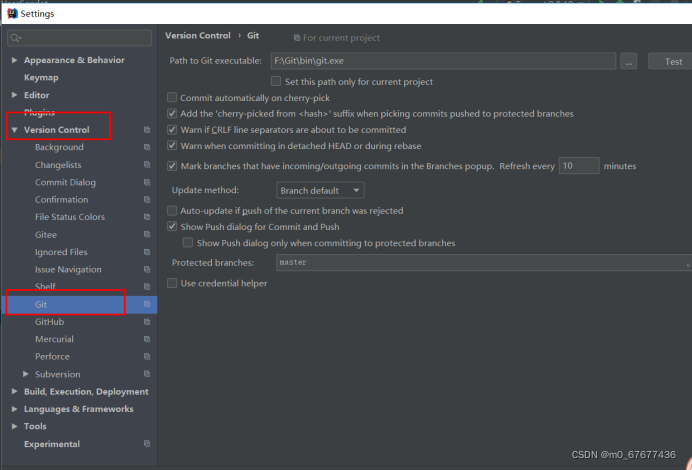 Settings
Version Control › Git
For current project
Path to Git executable: F:\Git\bin\git.exe ... Test
Set this path only for current project
Commit automatically on cherry-pick
Add the 'cherry-picked from <hash>' suffix when picking commits pushed to protected branches
Warn if CRLF line separators are about to be committed
Warn when committing in detached HEAD or during rebase
Mark branches that have incoming/outgoing commits in the Branches popup. Refresh every 10 minutes
Update method: Branch default
Auto-update if push of the current branch was rejected
Show Push dialog for Commit and Push
Show Push dialog only when committing to protected branches
Protected branches: master
Use credential helper
Appearance & Behavior
Keymap
Editor
Plugins
Version Control
Background
Changelists
Commit Dialog
Confirmation
File Status Colors
Gitee
Ignored Files
Issue Navigation
Shelf
Git
GitHub
Mercurial
Perforce
Subversion
Build, Execution, Deployment
Languages & Frameworks
Tools
Experimental
CSDN @m0_67677436